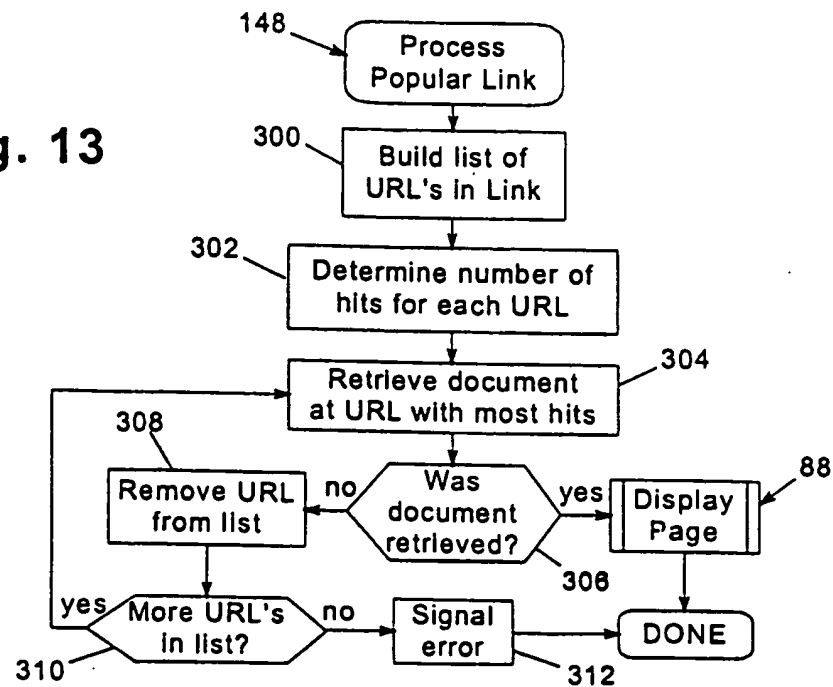 148
Process
Popular Link
g. 13
300
Build list of
URL's in Link
302
Determine number of
hits for each URL
304
Retrieve document
at URL with most hits
308
Remove URL
from list
no
Was
document
retrieved?
306
yes
Display
Page
88
yes
More URL's
in list?
310
no
Signal
error
312
DONE